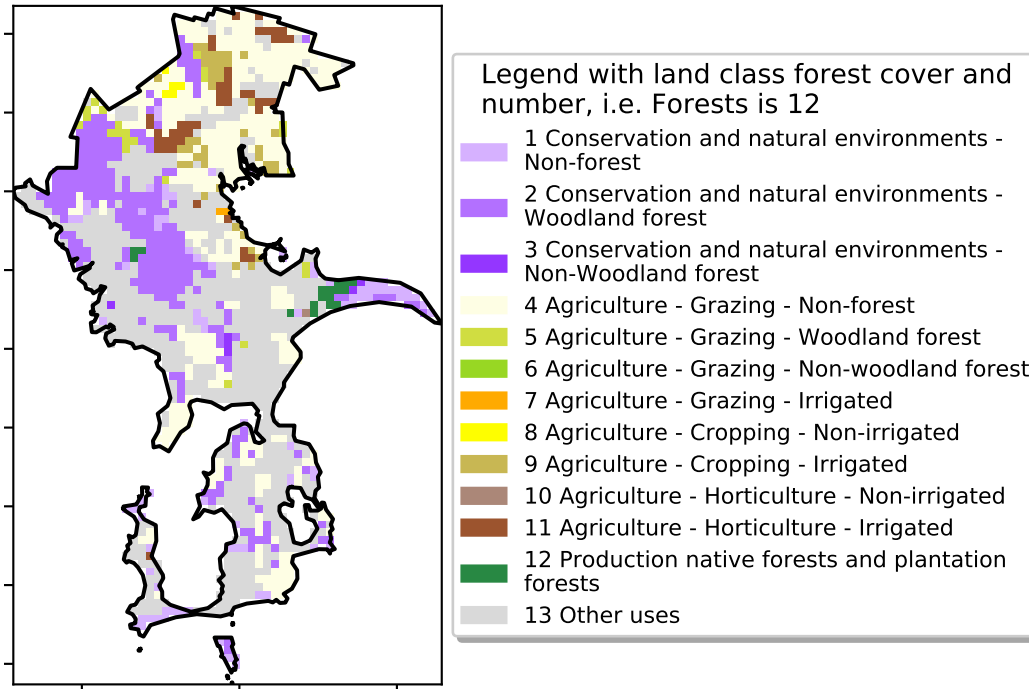 Legend with land class forest cover and
number, i.e. Forests is 12
1 Conservation and natural environments -
Non-forest
2 Conservation and natural environments -
Woodland forest
3 Conservation and natural environments -
Non-Woodland forest
4 Agriculture - Grazing - Non-forest
5 Agriculture - Grazing - Woodland forest
6 Agriculture - Grazing - Non-woodland forest
7 Agriculture - Grazing - Irrigated
8 Agriculture - Cropping - Non-irrigated
9 Agriculture - Cropping - Irrigated
10 Agriculture - Horticulture - Non-irrigated
11 Agriculture - Horticulture - Irrigated
12 Production native forests and plantation
forests
13 Other uses